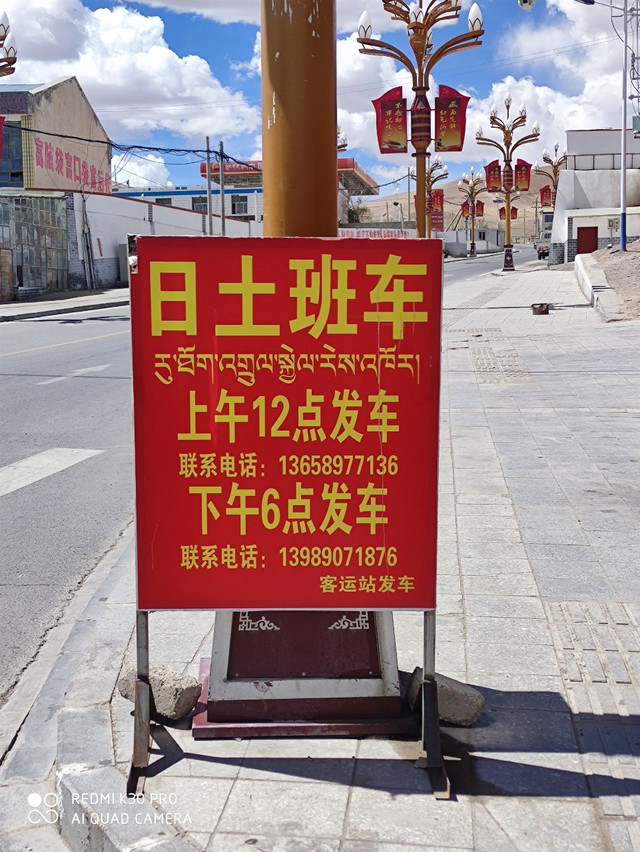 日土班车
རུ་ཐོག་འགྲུལ་སྐྱེལ་རེས་འཁོར།
上午12点发车
联系电话：13658977136
下午6点发车
联系电话：13989071876
客运站发车
REDMI K30 PRO
AI QUAD CAMERA